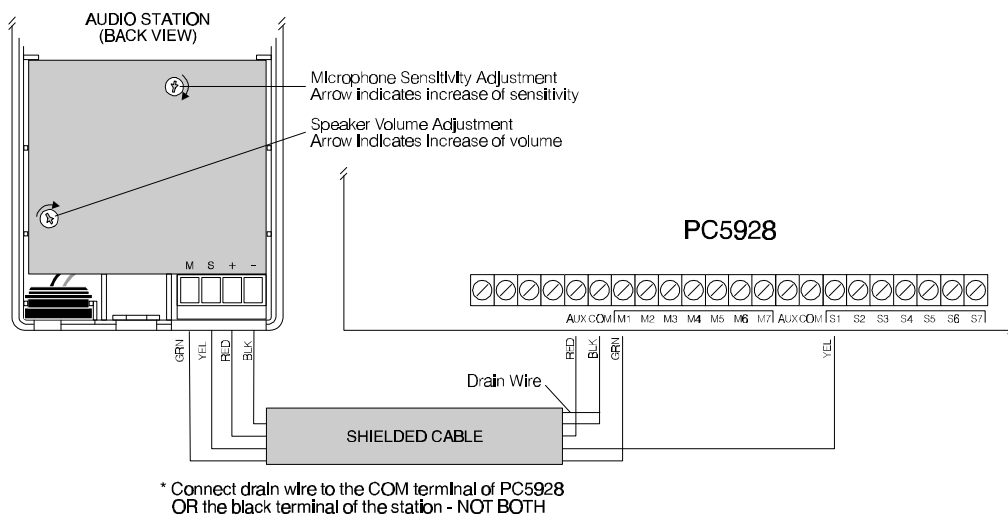 AUDIO STATION
(BACK VIEW)
Microphone Sensitivity Adjustment
Arrow indicates increase of sensitivity
Speaker Volume Adjustment
Arrow indicates increase of volume
M S + -
PC5928
AUX COM M1 M2 M3 M4 M5 M6 M7 AUX COM S1 S2 S3 S4 S5 S6 S7
GRN YEL RED BLK
RED BLK GRN YEL
Drain Wire
SHIELDED CABLE
* Connect drain wire to the COM terminal of PC5928
OR the black terminal of the station - NOT BOTH